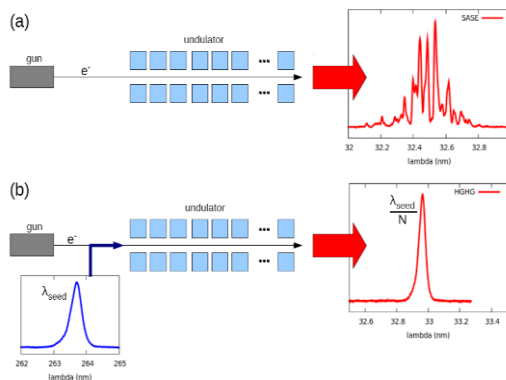 (a)
undulator
gun
e-
SASE
32 32.2 32.4 32.6 32.8
lambda (nm)
(b)
undulator
gun
e-
λseed
262 263 264 265
lambda (nm)
HGHG
λseed
N
32.6 32.8 33 33.2 33.4
lambda (nm)